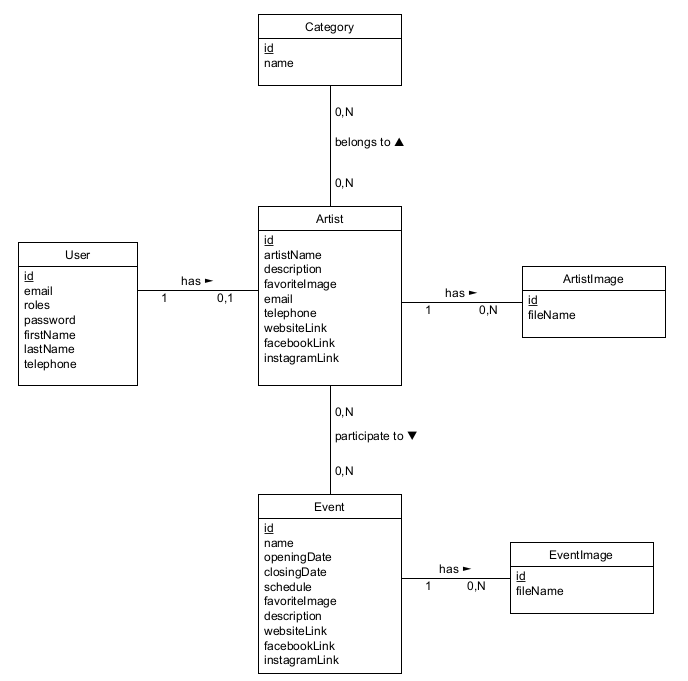 Category
id
name
0,N
belongs to ▲
0,N
Artist
id
artistName
description
favoriteImage
email
telephone
websiteLink
facebookLink
instagramLink
User
id
email
roles
password
firstName
lastName
telephone
has ►
1 0,1
has ►
1 0,N
ArtistImage
id
fileName
0,N
participate to ▼
0,N
Event
id
name
openingDate
closingDate
schedule
favoriteImage
description
websiteLink
facebookLink
instagramLink
has ►
1 0,N
EventImage
id
fileName